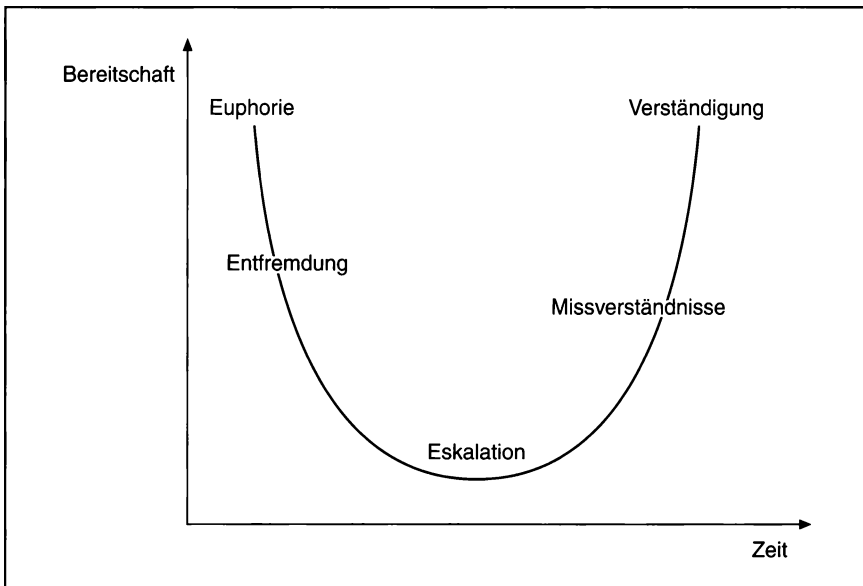 Bereitschaft
Euphorie
Verständigung
Entfremdung
Missverständnisse
Eskalation
Zeit